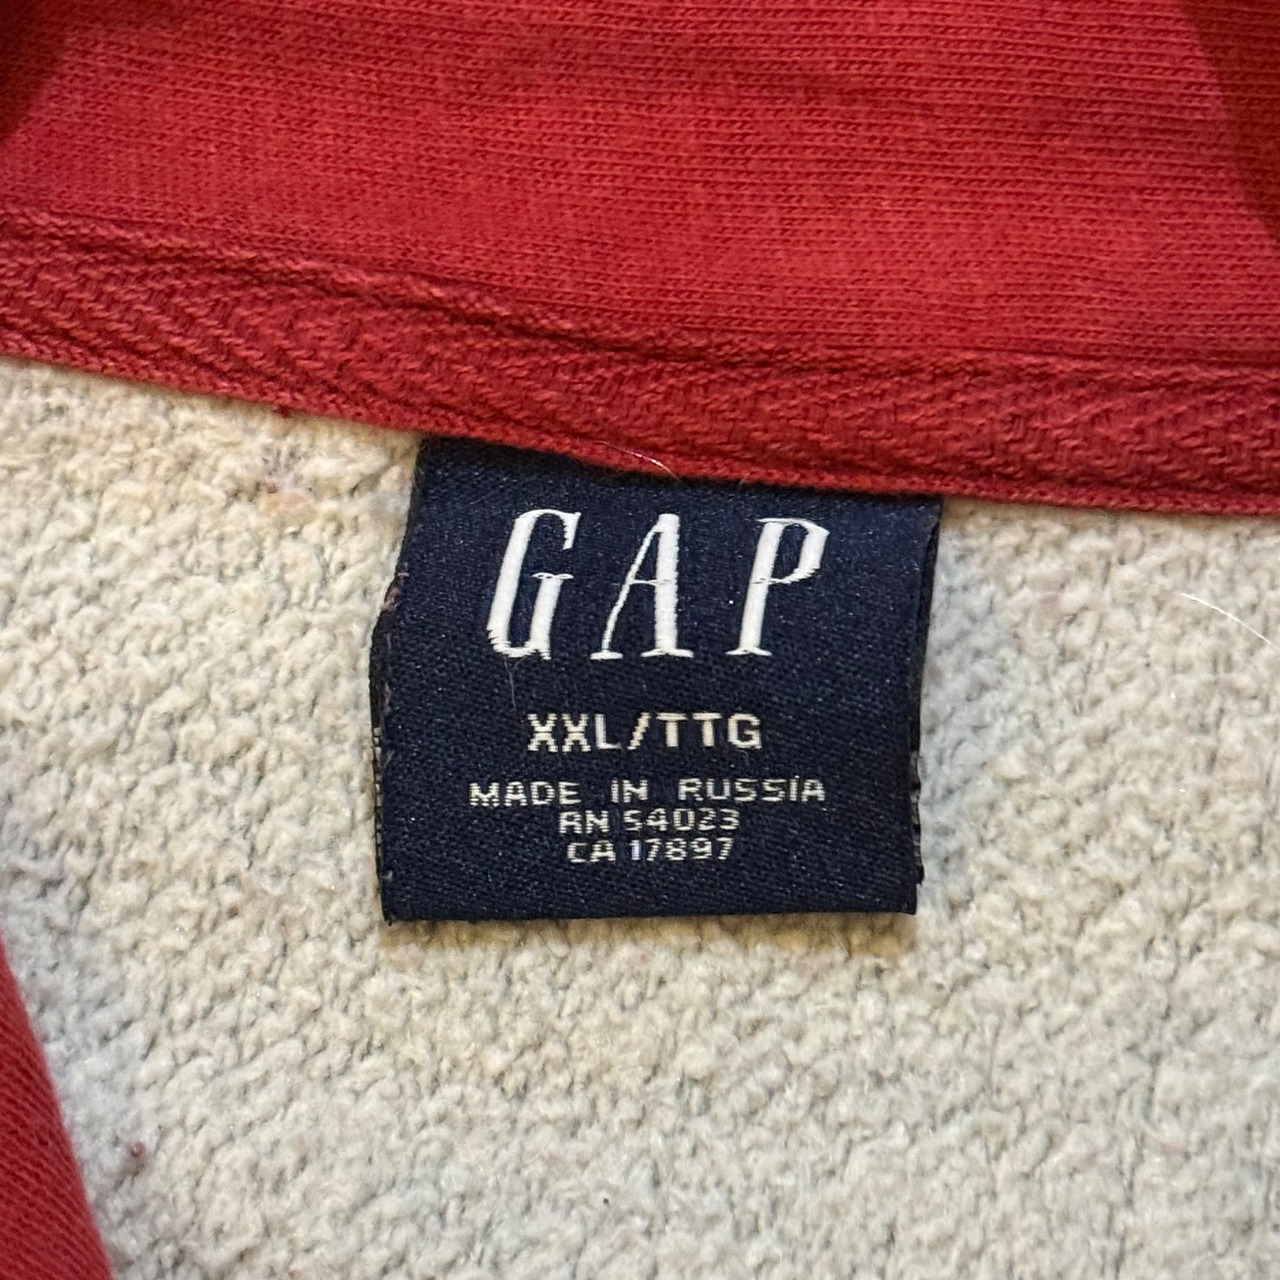 GAP
XXL/TTG
MADE IN RUSSIA
RN 54023
CA 17897